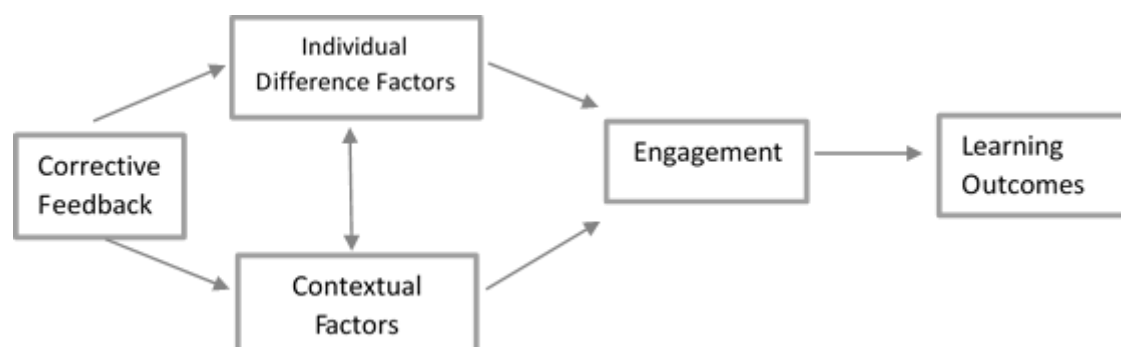 Individual
Difference Factors
Corrective
Feedback
Engagement
Learning
Outcomes
Contextual
Factors